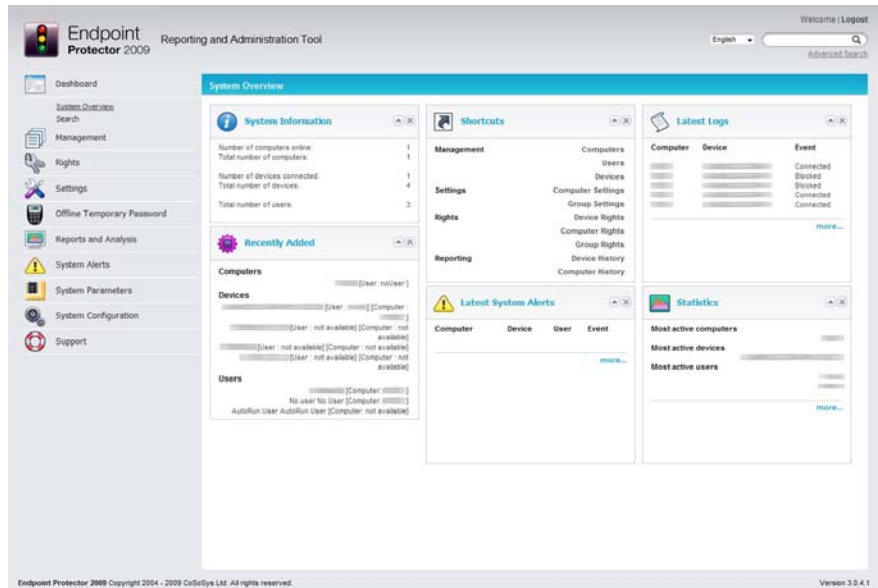 Welcome | Logout
Endpoint
Protector 2009
Reporting and Administration Tool
English
Advanced Search
Dashboard
System Overview
Search
Management
Rights
Settings
Offline Temporary Password
Reports and Analysis
System Alerts
System Parameters
System Configuration
Support
System Overview
System Information
Number of computers online: 1
Total number of computers: 1
Number of devices connected: 1
Total number of devices: 4
Total number of users: 3
Recently Added
Computers
[User: noUser ]
Devices
[User : ] [Computer :
]
[User : not available] [Computer : not
available]
[User : not available] [Computer : not
available]
[User : not available] [Computer : not
available]
Users
[Computer: ]
No user No User [Computer: ]
AutoRun User AutoRun User [Computer: not available]
Shortcuts
Management Computers
Users
Devices
Settings Computer Settings
Group Settings
Rights Device Rights
Computer Rights
Group Rights
Reporting Device History
Computer History
Latest System Alerts
Computer Device User Event
more...
Latest Logs
Computer Device Event
Connected
Blocked
Blocked
Connected
Connected
more...
Statistics
Most active computers
Most active devices
Most active users
more...
Endpoint Protector 2009 Copyright 2004 - 2009 CoSoSys Ltd. All rights reserved.
Version 3.0.4.1